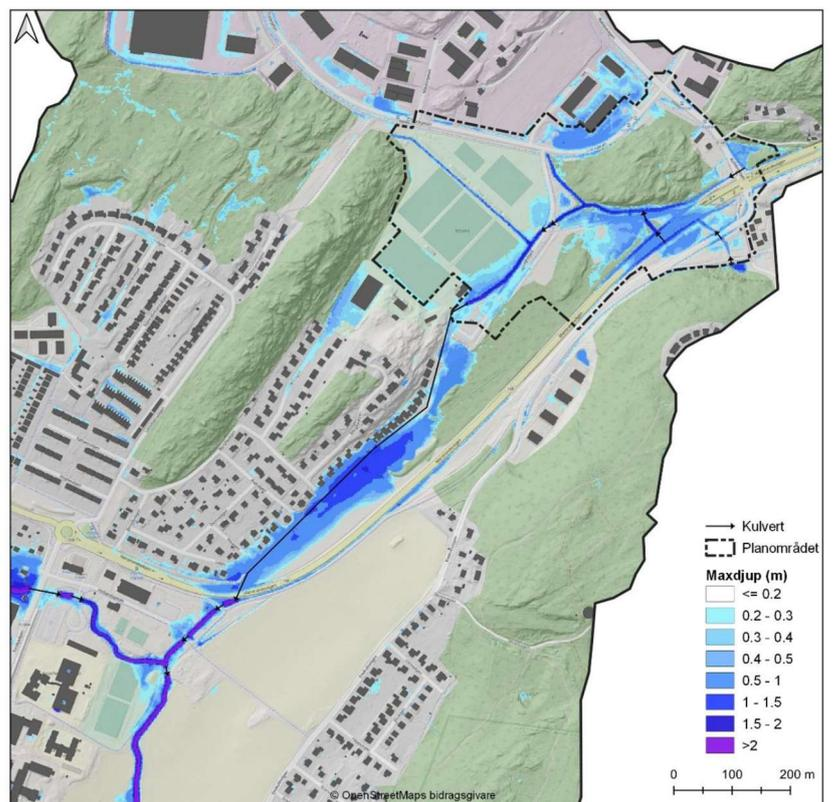 Kulvert
Planområdet
Maxdjup (m)
<= 0.2
0.2 - 0.3
0.3 - 0.4
0.4 - 0.5
0.5 - 1
1 - 1.5
1.5 - 2
>2
0 100 200 m
© OpenStreetMaps bidragsgivare